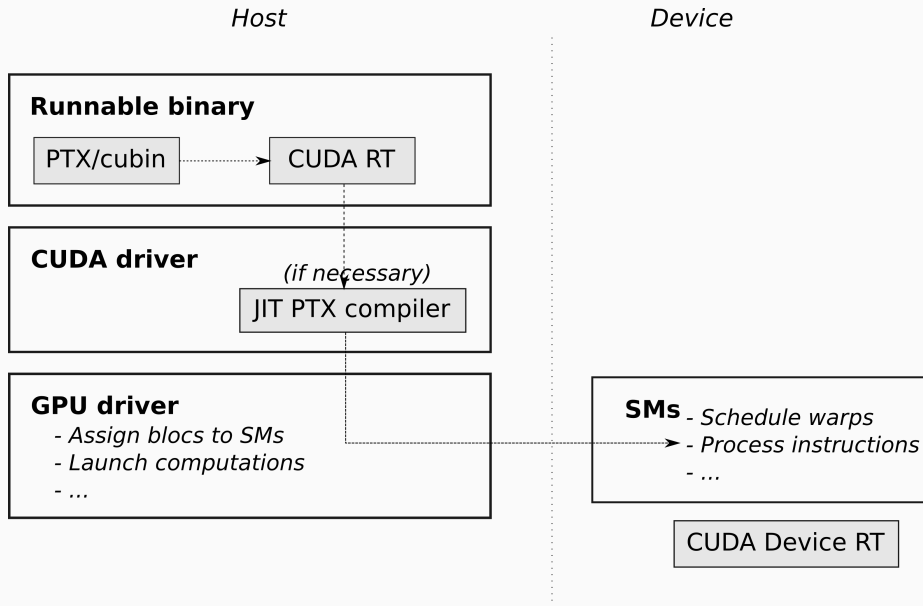 Host
Device
Runnable binary
PTX/cubin
CUDA RT
CUDA driver
(if necessary)
JIT PTX compiler
GPU driver
- Assign blocs to SMs
- Launch computations
- ...
SMs
- Schedule warps
- Process instructions
- ...
CUDA Device RT